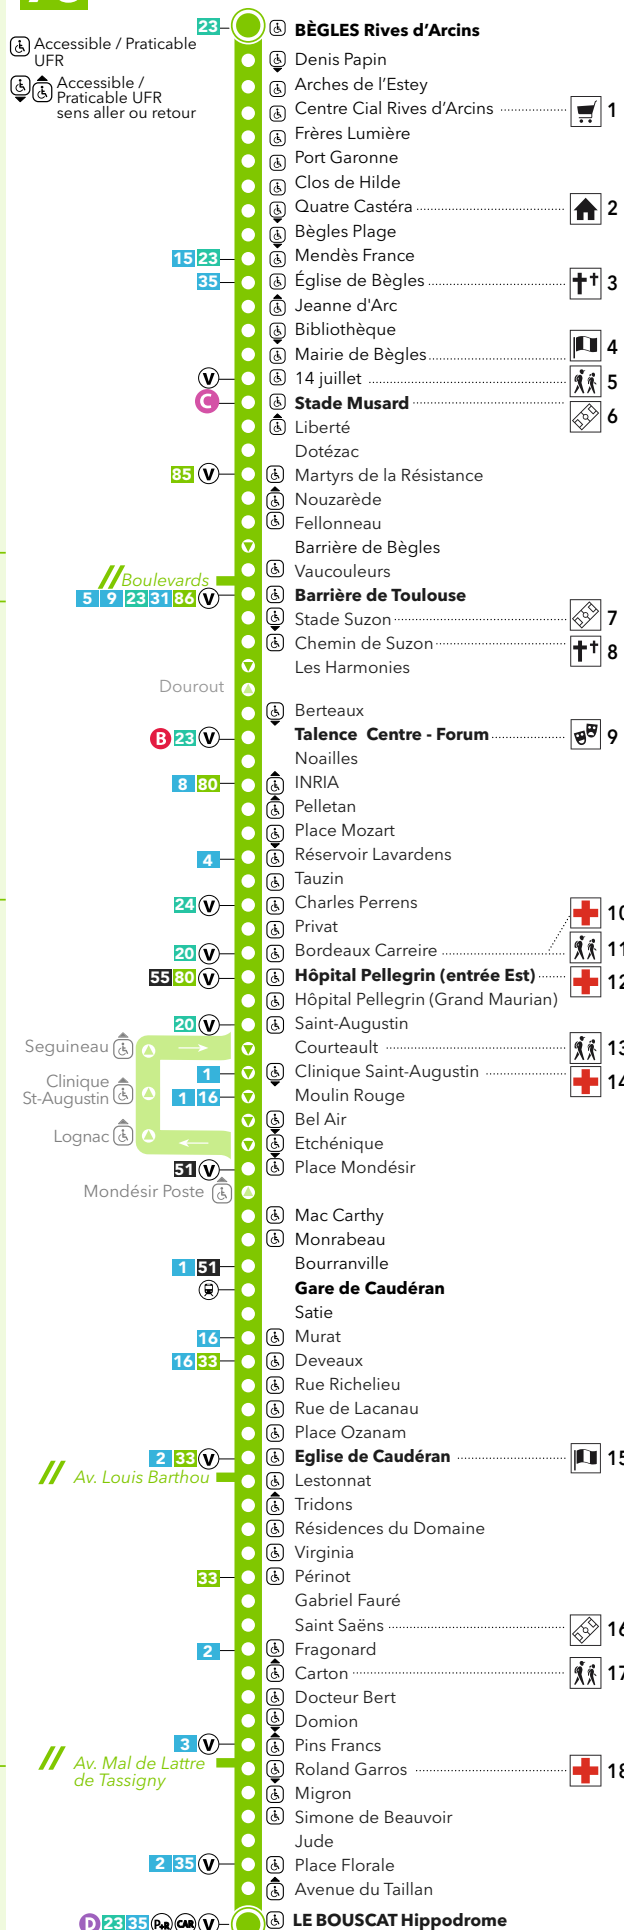 Accessible / Praticable
UFR
Accessible /
Praticable UFR
sens aller ou retour
23 BÈGLES Rives d'Arcins
Denis Papin
Arches de l'Estey
Centre Cial Rives d'Arcins 1
Frères Lumière
Port Garonne
Clos de Hilde
Quatre Castéra 2
Bègles Plage
15 23 Mendès France
35 Église de Bègles 3
Jeanne d'Arc
Bibliothèque
Mairie de Bègles 4
V 14 juillet 5
C Stade Musard 6
Liberté
Dotézac
85 V Martyrs de la Résistance
Nouzarède
Fellonneau
Barrière de Bègles
Boulevards Vaucouleurs
5 9 23 31 86 V Barrière de Toulouse
Stade Suzon 7
Chemin de Suzon 8
Les Harmonies
Dourout
Berteaux
B 23 V Talence Centre - Forum 9
Noailles
8 80 INRIA
Pelletan
Place Mozart
4 Réservoir Lavardens
Tauzin
24 V Charles Perrens 10
Privat
20 V Bordeaux Carreire 11
55 80 V Hôpital Pellegrin (entrée Est) 12
Hôpital Pellegrin (Grand Maurian)
20 V Saint-Augustin
Seguineau Courteault 13
1 Clinique Saint-Augustin 14
Clinique
St-Augustin 1 16 Moulin Rouge
Bel Air
Lognac Etchénique
51 V Place Mondésir
Mondésir Poste
Mac Carthy
Monrabeau
1 51 Bourranville
Gare de Caudéran
Satie
16 Murat
16 33 Deveaux
Rue Richelieu
Rue de Lacanau
Place Ozanam
2 33 V Eglise de Caudéran 15
Av. Louis Barthou Lestonnat
Tridons
Résidences du Domaine
Virginia
33 Périnot
Gabriel Fauré
Saint Saëns 16
2 Fragonard
Carton 17
Docteur Bert
Domion
3 V Pins Francs
Av. Mal de Lattre
de Tassigny
Roland Garros 18
Migron
Simone de Beauvoir
Jude
2 35 V Place Florale
Avenue du Taillan
D 23 35 P+R CAR V LE BOUSCAT Hippodrome